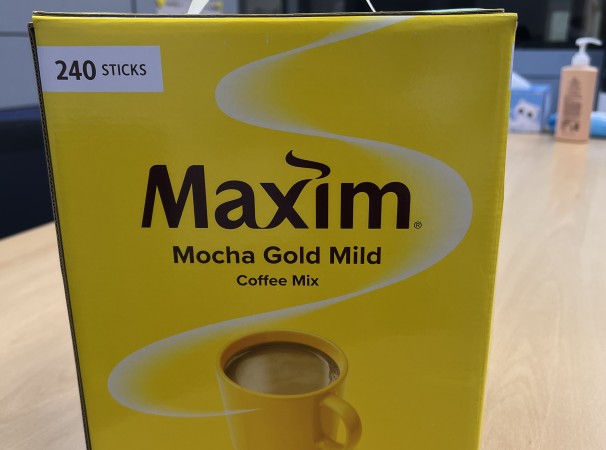 240 STICKS
Maxim®
Mocha Gold Mild
Coffee Mix